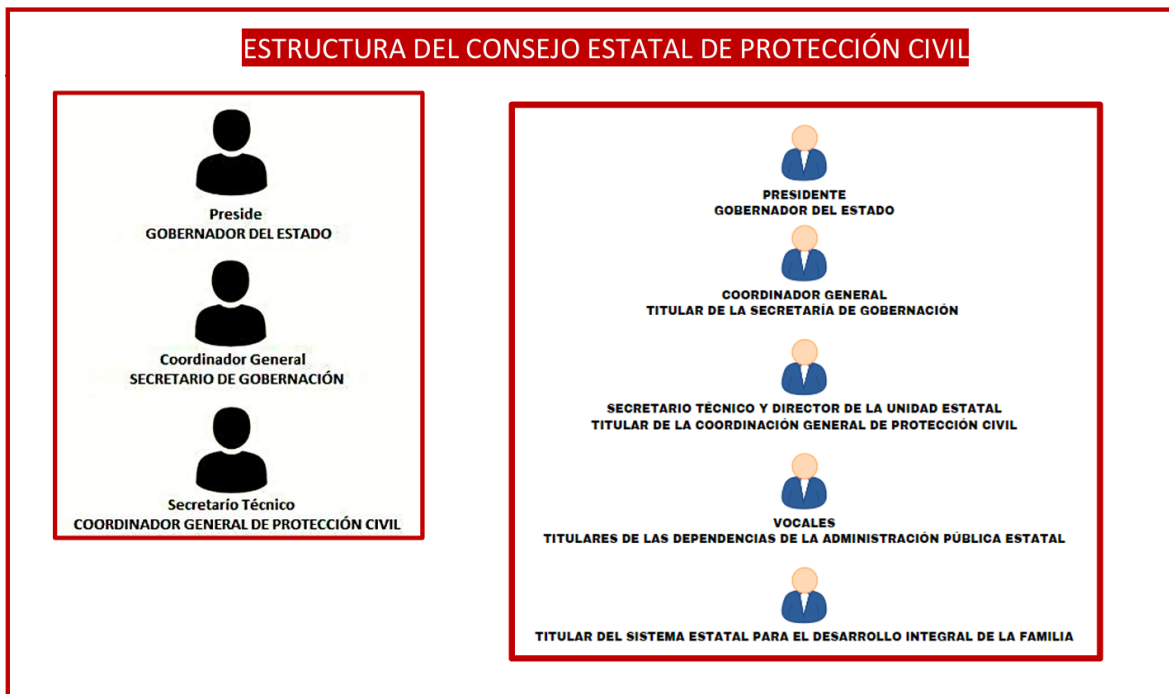 ESTRUCTURA DEL CONSEJO ESTATAL DE PROTECCIÓN CIVIL
Preside
GOBERNADOR DEL ESTADO
Coordinador General
SECRETARIO DE GOBERNACIÓN
Secretarío Técnico
COORDINADOR GENERAL DE PROTECCIÓN CIVIL
PRESIDENTE
GOBERNADOR DEL ESTADO
COORDINADOR GENERAL
TITULAR DE LA SECRETARÍA DE GOBERNACIÓN
SECRETARIO TÉCNICO Y DIRECTOR DE LA UNIDAD ESTATAL
TITULAR DE LA COORDINACIÓN GENERAL DE PROTECCIÓN CIVIL
VOCALES
TITULARES DE LAS DEPENDENCIAS DE LA ADMINISTRACIÓN PÚBLICA ESTATAL
TITULAR DEL SISTEMA ESTATAL PARA EL DESARROLLO INTEGRAL DE LA FAMILIA